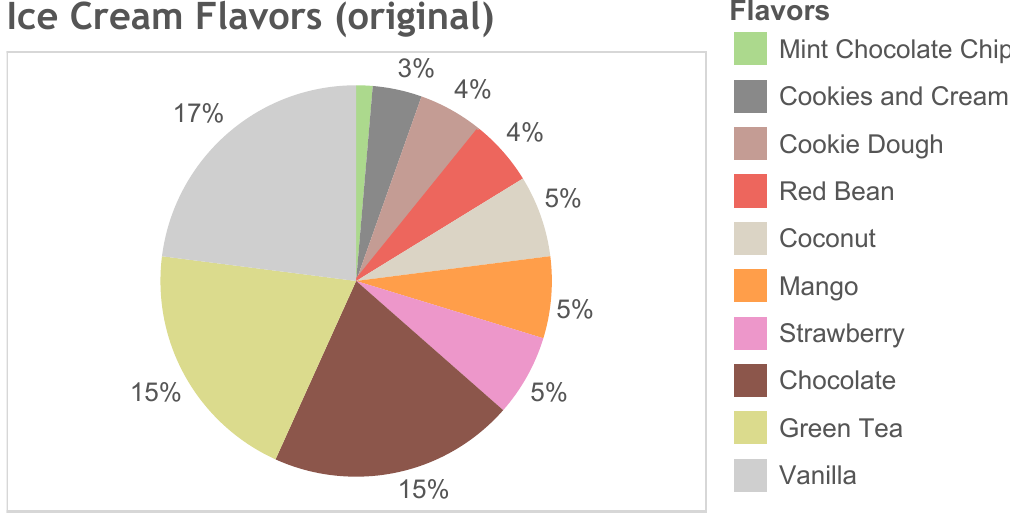 Ice Cream Flavors (original)
3%
4%
4%
5%
5%
5%
15%
15%
17%
Flavors
Mint Chocolate Chip
Cookies and Cream
Cookie Dough
Red Bean
Coconut
Mango
Strawberry
Chocolate
Green Tea
Vanilla